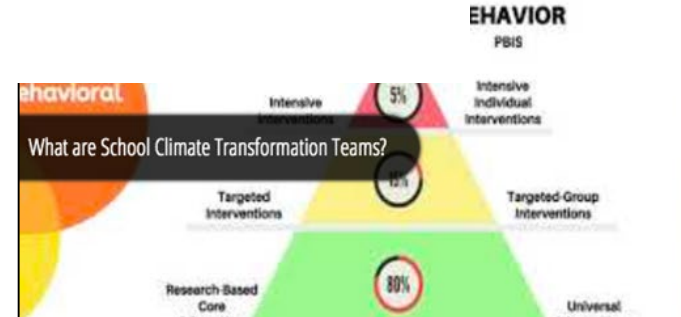 EHAVIOR
PBIS
ehavioral
Intensive
Interventions
5%
Intensive
Individual
Interventions
What are School Climate Transformation Teams?
15%
Targeted
Interventions
Targeted-Group
Interventions
80%
Research-Based
Core
Universal